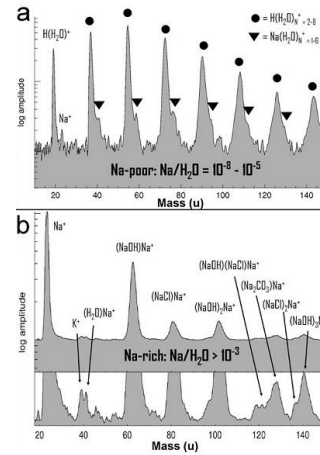 a
● = H(H₂O)ₙ⁺ = 2-8
▼ = Na(H₂O)ₙ⁺ = 1-6
H(H₂O)⁺
Na⁺
log amplitude
Na-poor: Na/H₂O = 10⁻⁸ - 10⁻⁵
20 40 60 80 100 120 140
Mass (u)
b
Na⁺
(NaOH)Na⁺
(NaOH)(NaCl)Na⁺
(Na₂CO₃)Na⁺
(NaCl)₂Na⁺
(NaOH)₃N
(NaCl)Na⁺
(NaOH)₂Na⁺
K⁺
(H₂O)Na⁺
log amplitude
Na-rich: Na/H₂O > 10⁻³
20 40 60 80 100 120 140
Mass (u)